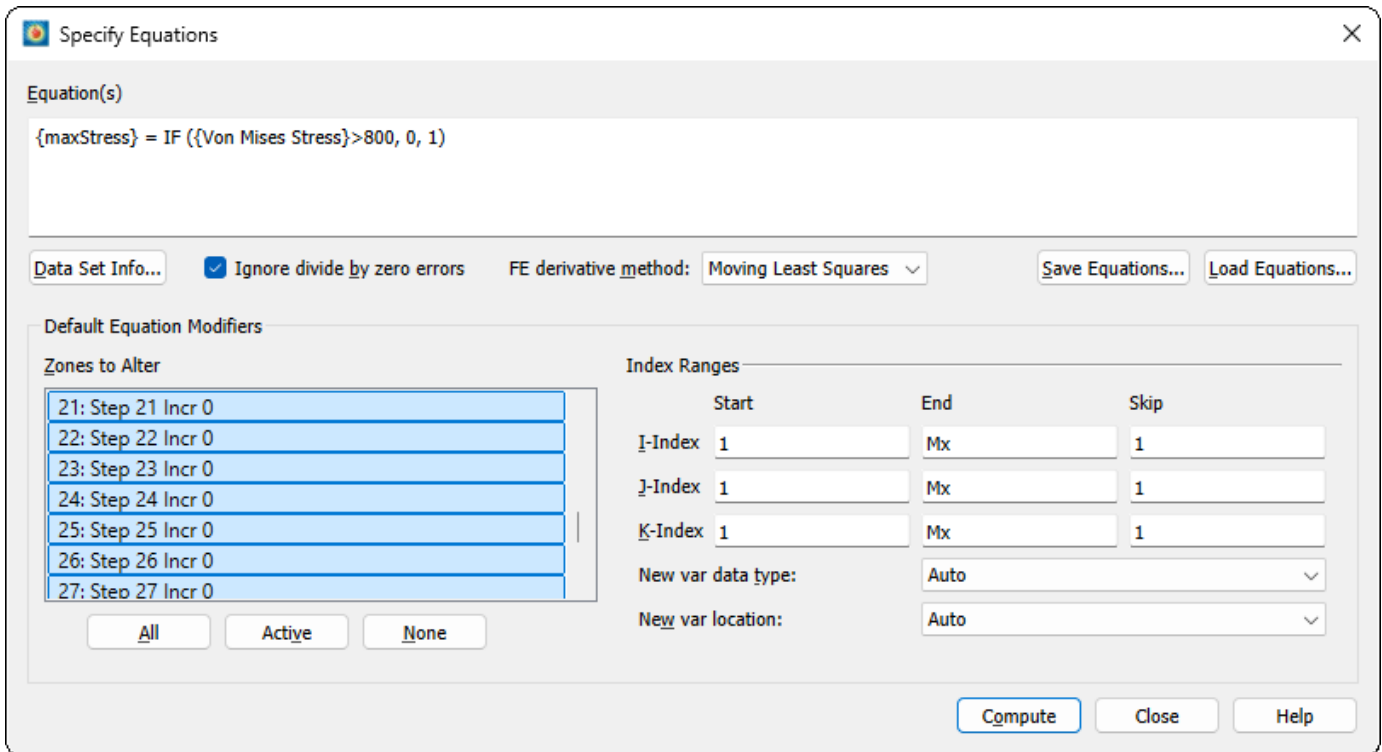 Specify Equations
Equation(s)
{maxStress} = IF ({Von Mises Stress}>800, 0, 1)
Data Set Info... Ignore divide by zero errors FE derivative method: Moving Least Squares Save Equations... Load Equations...
Default Equation Modifiers
Zones to Alter
21: Step 21 Incr 0
22: Step 22 Incr 0
23: Step 23 Incr 0
24: Step 24 Incr 0
25: Step 25 Incr 0
26: Step 26 Incr 0
27: Step 27 Incr 0
All Active None
Index Ranges
Start End Skip
I-Index 1 Mx 1
J-Index 1 Mx 1
K-Index 1 Mx 1
New var data type: Auto
New var location: Auto
Compute Close Help